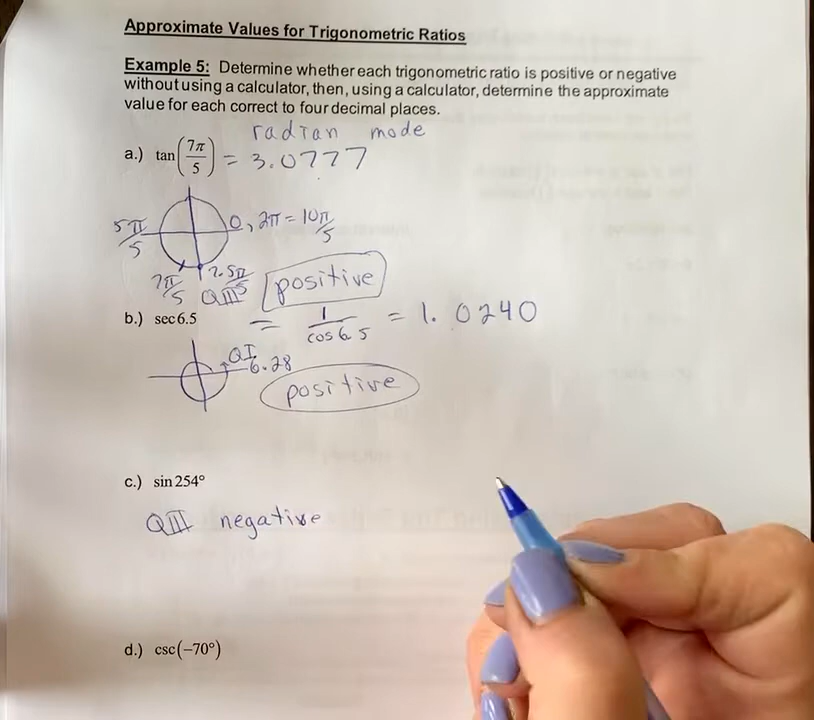 Approximate Values for Trigonometric Ratios
Example 5: Determine whether each trigonometric ratio is positive or negative
without using a calculator, then, using a calculator, determine the approximate
value for each correct to four decimal places.
radian mode
a.) tan(7π/5) = 3.0777
5π/5 0, 2π = 10π/5
7π/5 7.5π/5
QIII positive
b.) sec 6.5 = 1/cos 6.5 = 1.0240
QI
6.28
positive
c.) sin 254°
QIII negative
d.) csc(−70°)